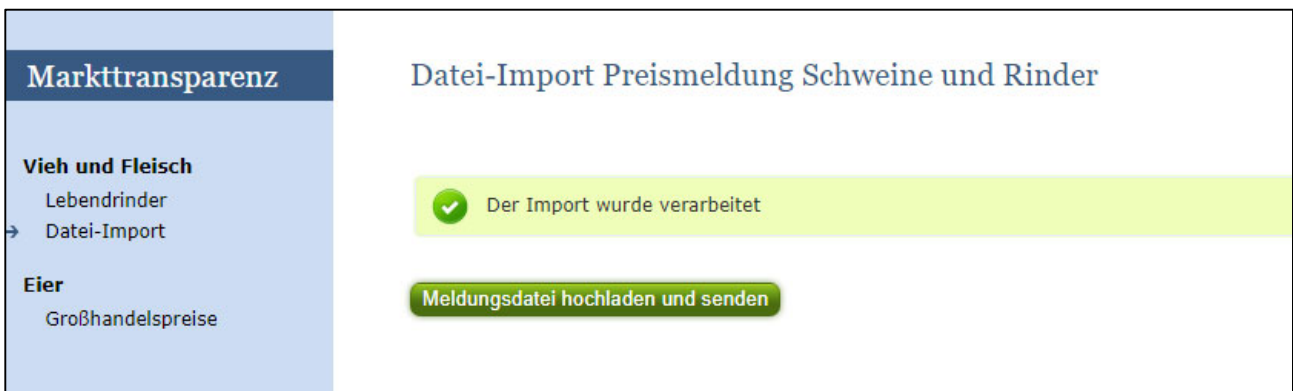 Markttransparenz
Vieh und Fleisch
Lebendrinder
Datei-Import
Eier
Großhandelspreise
Datei-Import Preismeldung Schweine und Rinder
Der Import wurde verarbeitet
Meldungsdatei hochladen und senden